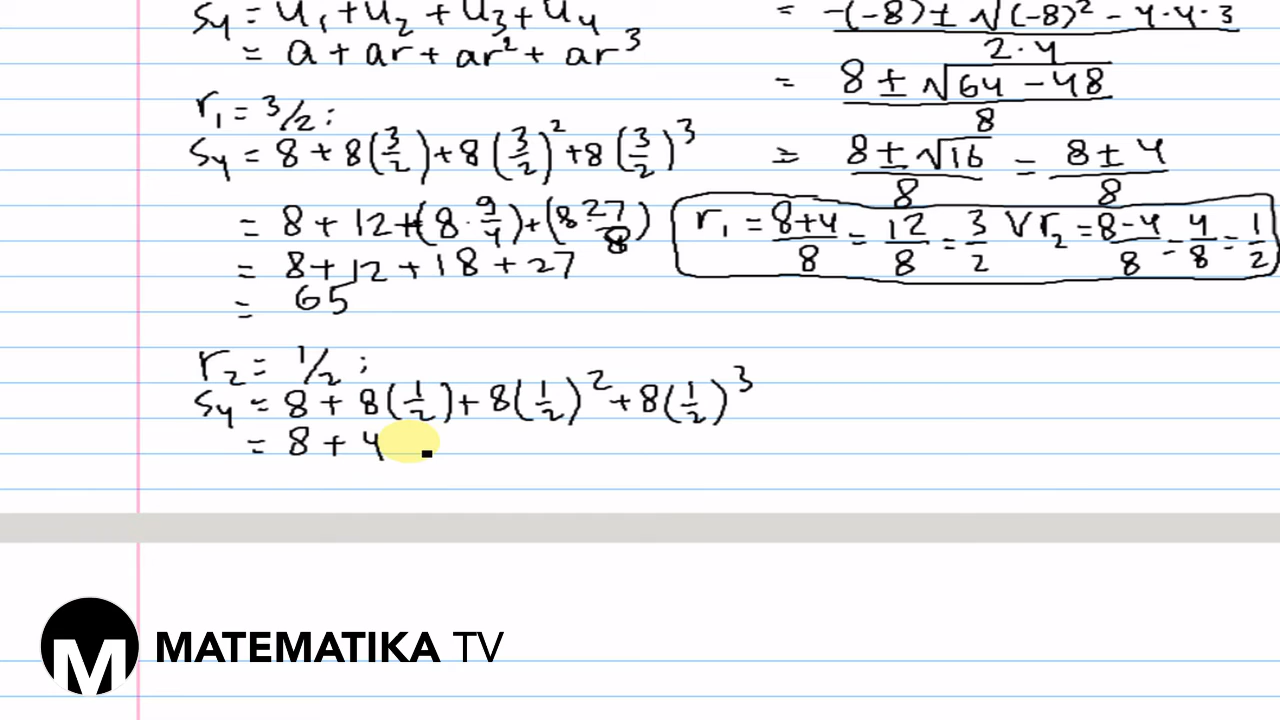 S₄ = u₁ + u₂ + u₃ + u₄
= a + ar + ar² + ar³
r₁ = 3/2 ;
S₄ = 8 + 8(3/2) + 8(3/2)² + 8(3/2)³
= 8 + 12 + (8 · 9/4) + (8 · 27/8)
= 8 + 12 + 18 + 27
= 65
r₂ = 1/2 ;
S₄ = 8 + 8(1/2) + 8(1/2)² + 8(1/2)³
= 8 + 4
= (-(-8) ± √((-8)² - 4·4·3))/(2·4)
= (8 ± √(64 - 48))/8
= (8 ± √16)/8 = (8 ± 4)/8
r₁ = (8+4)/8 = 12/8 = 3/2 V r₂ = (8-4)/8 = 4/8 = 1/2
M MATEMATIKA TV